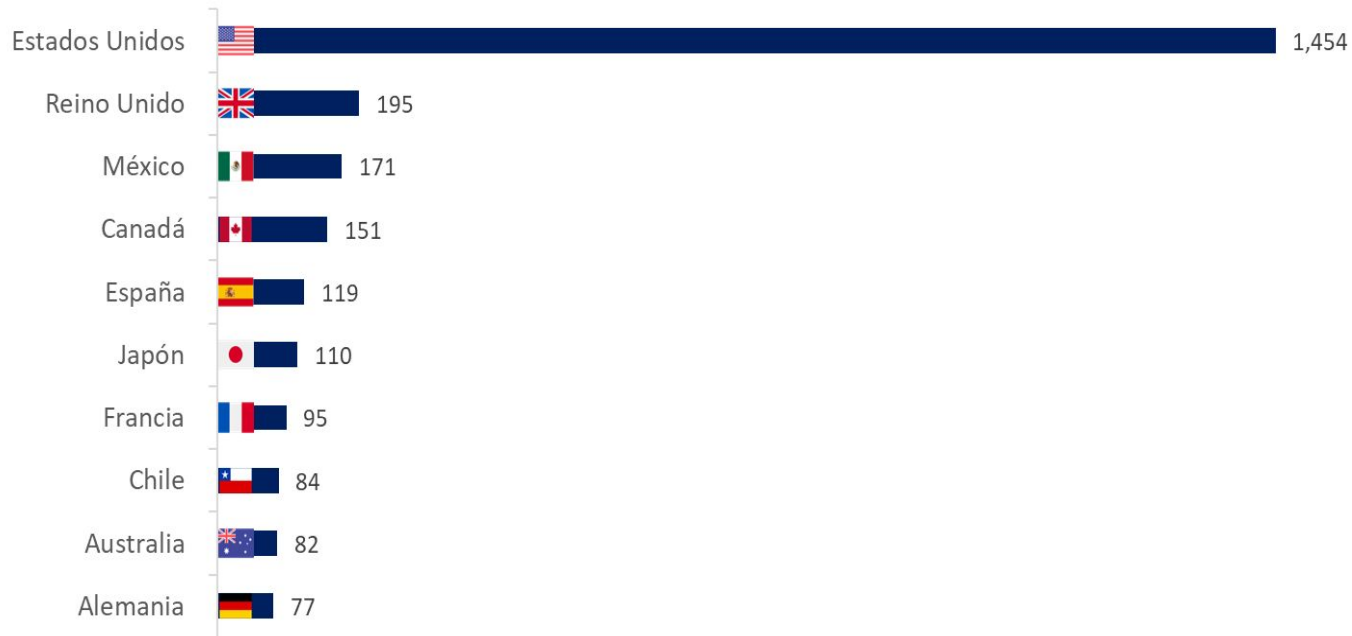 Estados Unidos 1,454
Reino Unido 195
México 171
Canadá 151
España 119
Japón 110
Francia 95
Chile 84
Australia 82
Alemania 77